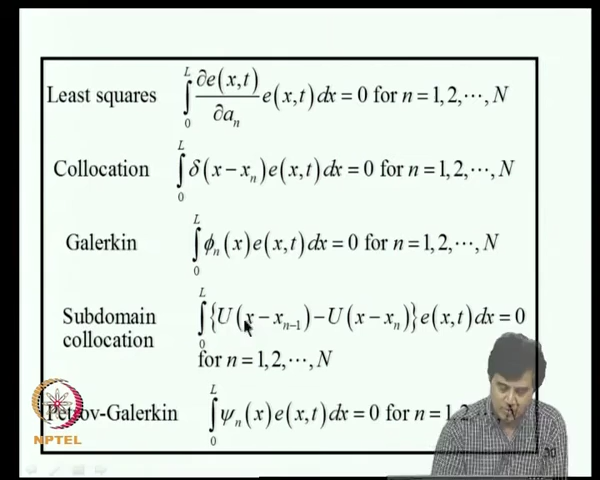 Least squares ∫₀ᴸ ∂e(x,t)/∂aₙ e(x,t)dx = 0 for n = 1,2,⋯,N
Collocation ∫₀ᴸ δ(x−xₙ)e(x,t)dx = 0 for n = 1,2,⋯,N
Galerkin ∫₀ᴸ ϕₙ(x)e(x,t)dx = 0 for n = 1,2,⋯,N
Subdomain collocation ∫₀ᴸ {U(x−xₙ₋₁)−U(x−xₙ)}e(x,t)dx = 0
for n = 1,2,⋯,N
Petrov-Galerkin ∫₀ᴸ ψₙ(x)e(x,t)dx = 0 for n = 1,2,
NPTEL
30